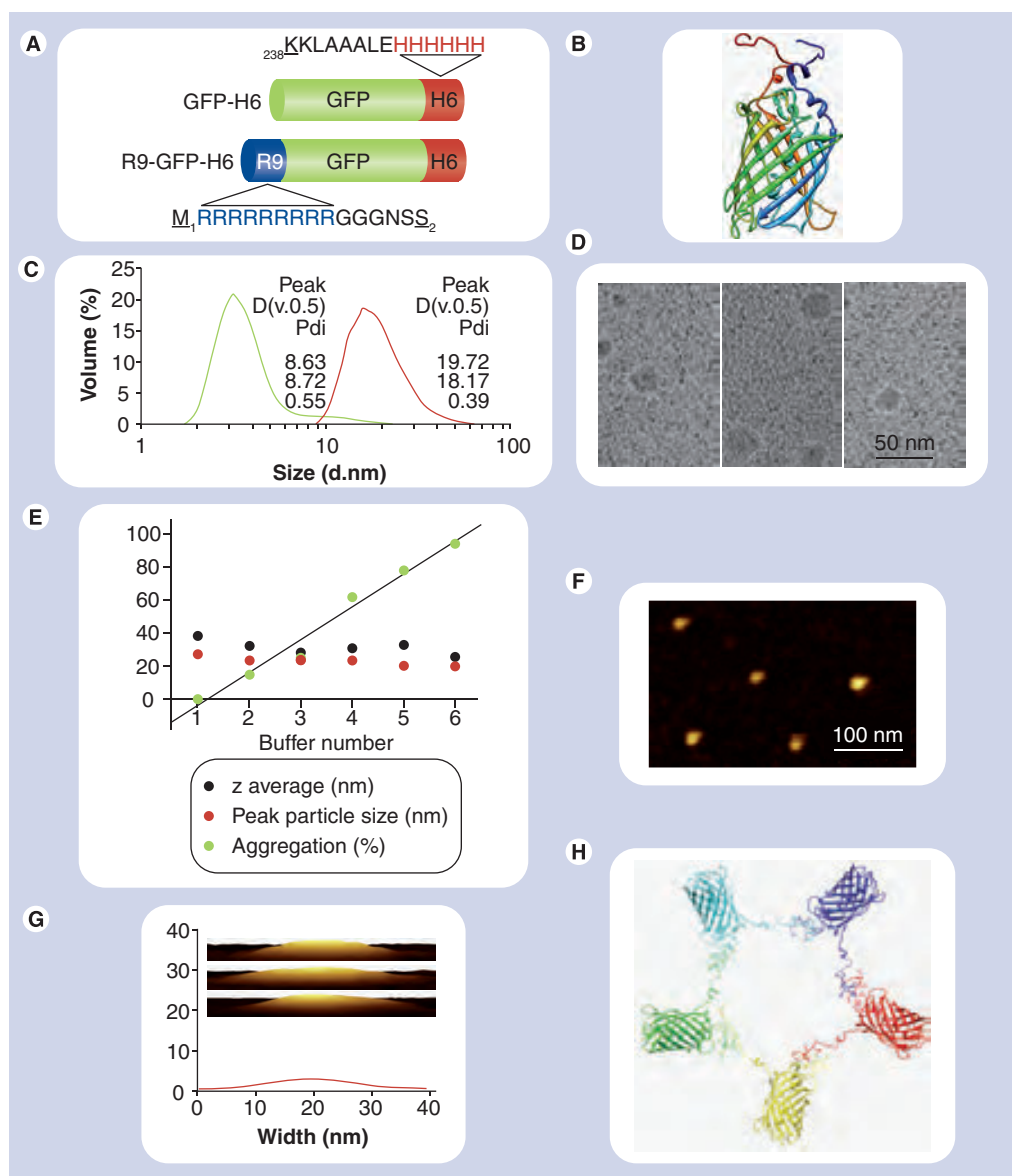 A
238KKLAAALEHHHHHH
GFP-H6
GFP
H6
R9-GFP-H6
R9
GFP
H6
M1RRRRRRRRRGGGNSS2
B
C
Volume (%)
25
20
15
10
5
0
Peak
D(v.0.5)
Pdi
8.63
8.72
0.55
Peak
D(v.0.5)
Pdi
19.72
18.17
0.39
1
10
100
Size (d.nm)
D
50 nm
E
100
80
60
40
20
0
1 2 3 4 5 6
Buffer number
z average (nm)
Peak particle size (nm)
Aggregation (%)
F
100 nm
G
40
30
20
10
0
0 10 20 30 40
Width (nm)
H